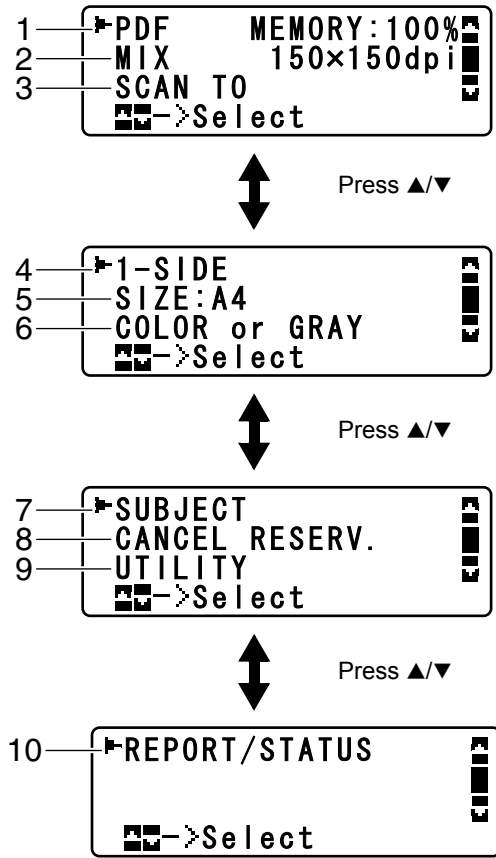 1 PDF MEMORY:100%
2 MIX 150×150dpi
3 SCAN TO
->Select
Press ▲/▼
4 1-SIDE
5 SIZE:A4
6 COLOR or GRAY
->Select
Press ▲/▼
7 SUBJECT
8 CANCEL RESERV.
9 UTILITY
->Select
Press ▲/▼
10 REPORT/STATUS
->Select